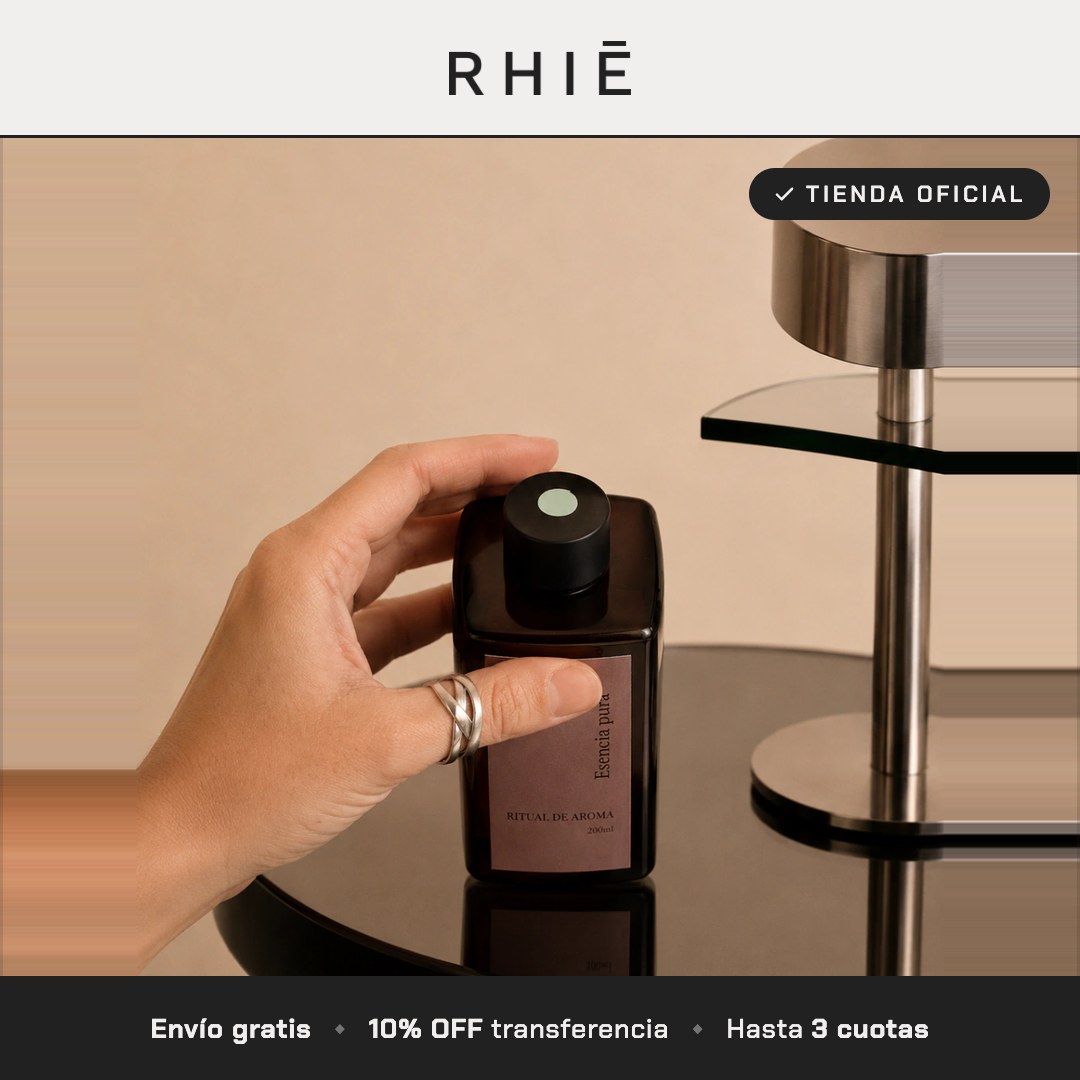 RHIĒ
✓ TIENDA OFICIAL
Esencia pura
RITUAL DE AROMA
200ml
Envío gratis ◆ 10% OFF transferencia ◆ Hasta 3 cuotas